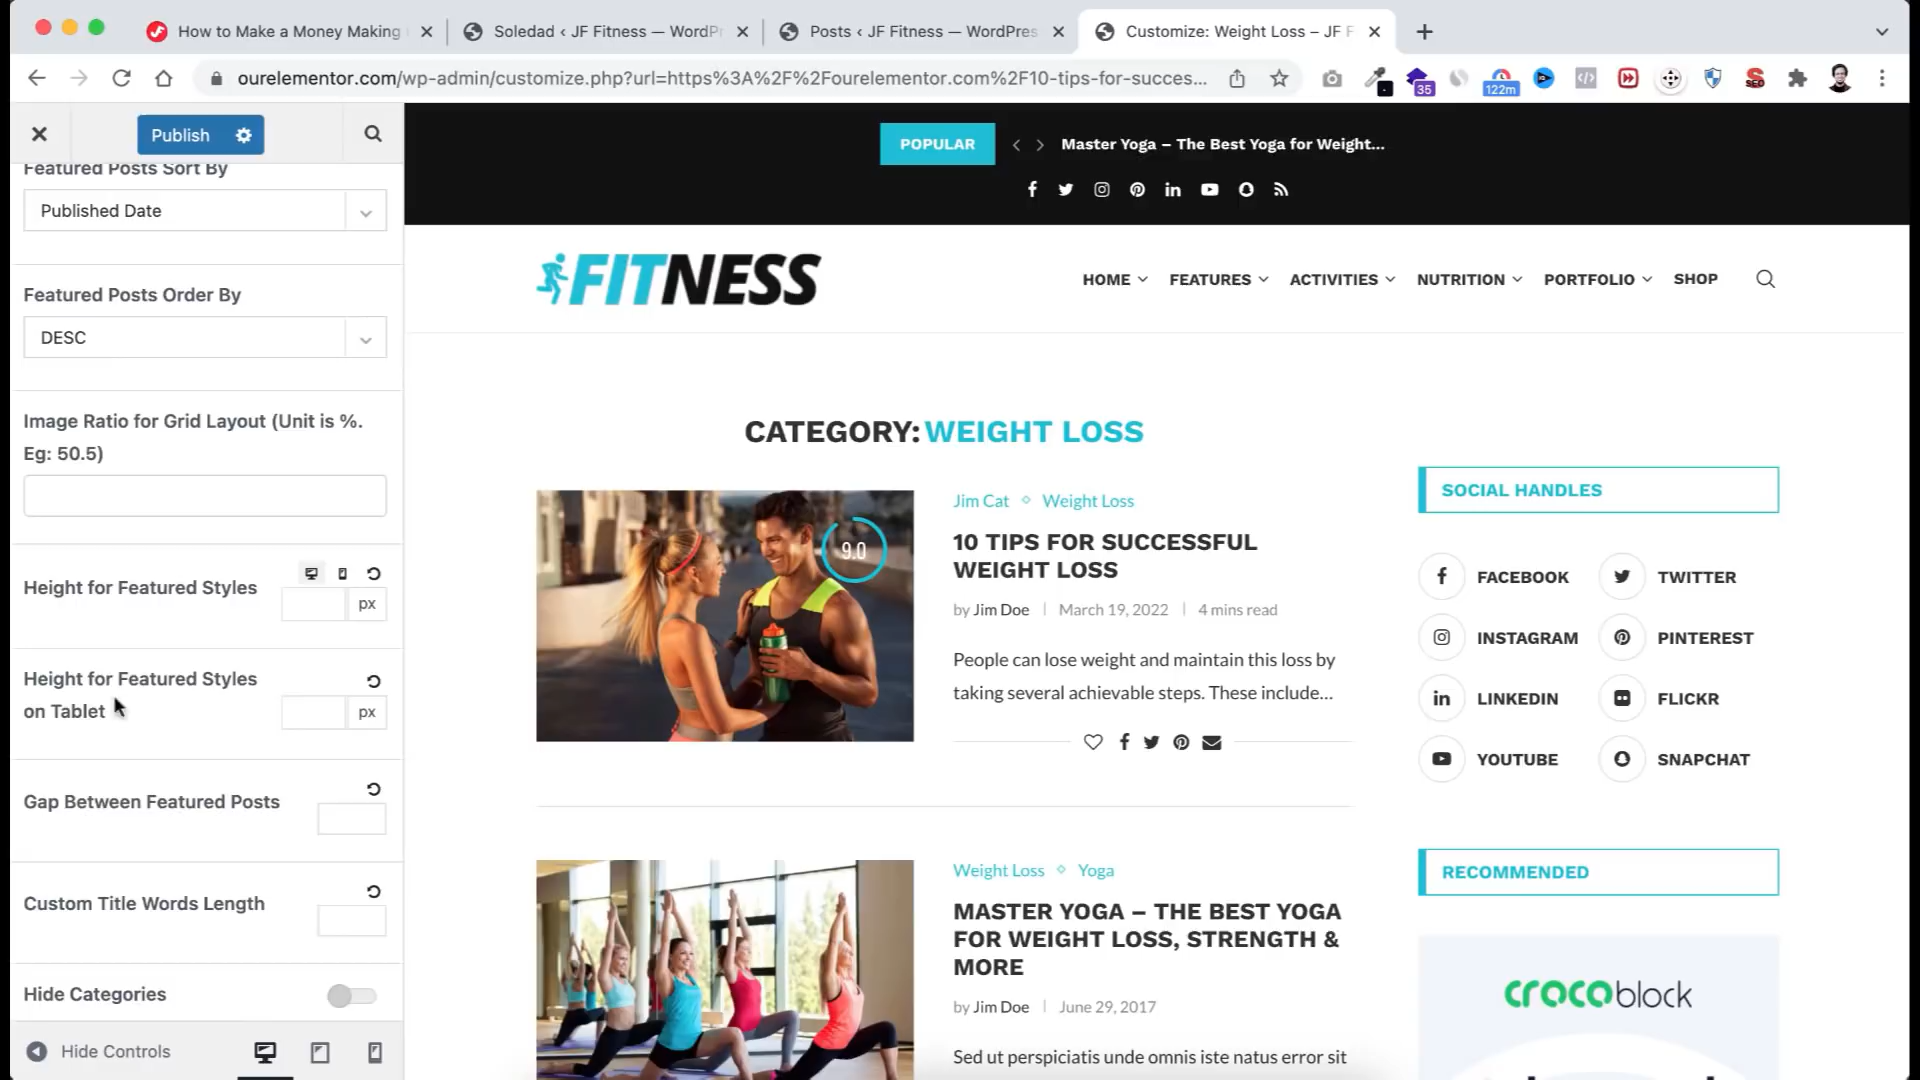 How to Make a Money Making
Soledad ‹ JF Fitness — WordPr
Posts ‹ JF Fitness — WordPres
Customize: Weight Loss – JF F
ourelementor.com/wp-admin/customize.php?url=https%3A%2F%2Fourelementor.com%2F10-tips-for-succes...
35
122m
SEO
Publish
Featured Posts Sort By
Published Date
Featured Posts Order By
DESC
Image Ratio for Grid Layout (Unit is %.
Eg: 50.5)
Height for Featured Styles
px
Height for Featured Styles
on Tablet
px
Gap Between Featured Posts
Custom Title Words Length
Hide Categories
Hide Controls
POPULAR
Master Yoga – The Best Yoga for Weight...
FITNESS
HOME
FEATURES
ACTIVITIES
NUTRITION
PORTFOLIO
SHOP
CATEGORY: WEIGHT LOSS
9.0
Jim Cat ◇ Weight Loss
10 TIPS FOR SUCCESSFUL
WEIGHT LOSS
by Jim Doe | March 19, 2022 | 4 mins read
People can lose weight and maintain this loss by
taking several achievable steps. These include…
Weight Loss ◇ Yoga
MASTER YOGA – THE BEST YOGA
FOR WEIGHT LOSS, STRENGTH &
MORE
by Jim Doe | June 29, 2017
Sed ut perspiciatis unde omnis iste natus error sit
SOCIAL HANDLES
FACEBOOK
TWITTER
INSTAGRAM
PINTEREST
LINKEDIN
FLICKR
YOUTUBE
SNAPCHAT
RECOMMENDED
crocoblock